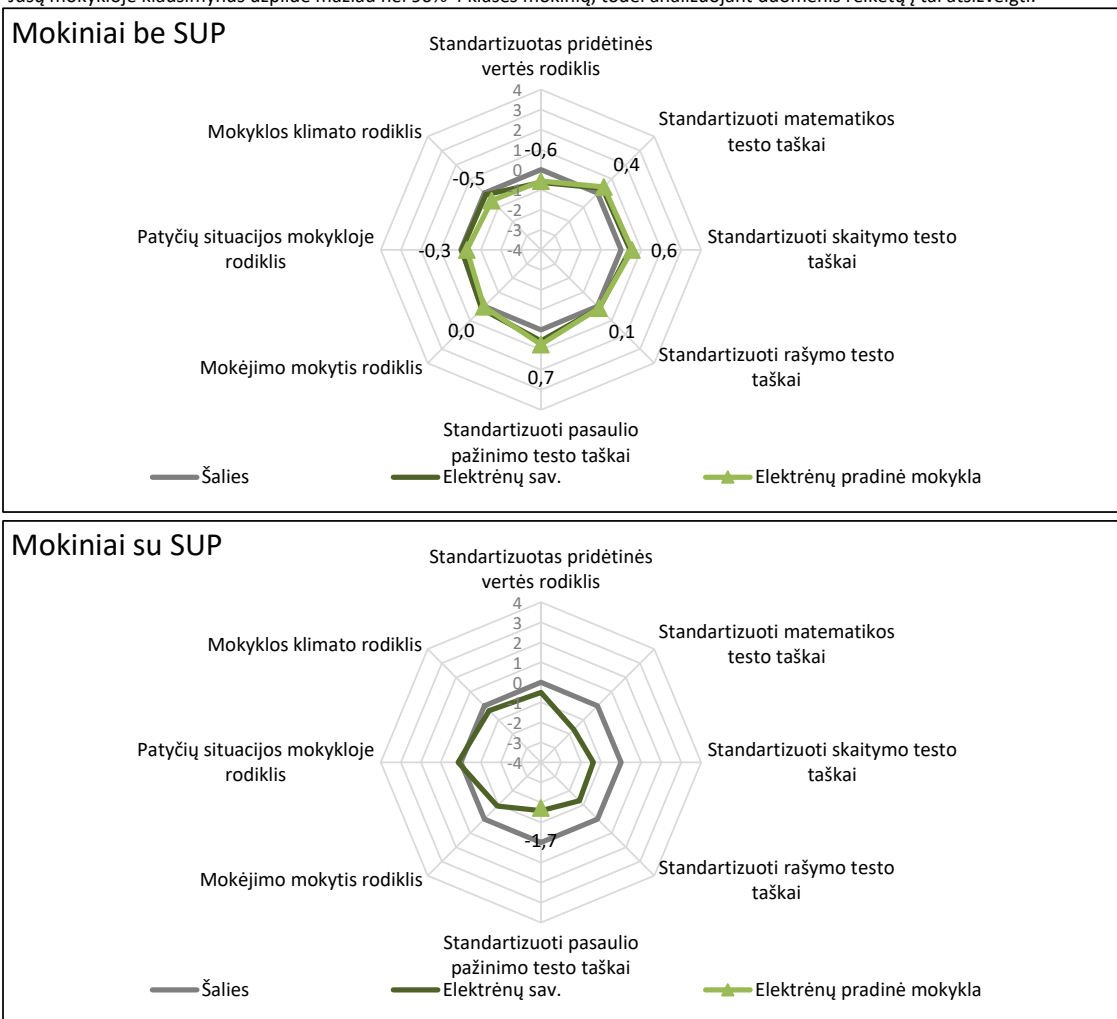 Mokiniai be SUP
Standartizuotas pridėtinės
vertės rodiklis
Standartizuoti matematikos
testo taškai
Standartizuoti skaitymo testo
taškai
Standartizuoti rašymo testo
taškai
Standartizuoti pasaulio
pažinimo testo taškai
Mokėjimo mokytis rodiklis
Patyčių situacijos mokykloje
rodiklis
Mokyklos klimato rodiklis
4
3
2
1
0
-1
-2
-3
-4
-0,6
0,4
0,6
0,1
0,7
0,0
-0,3
-0,5
Šalies
Elektrėnų sav.
Elektrėnų pradinė mokykla
Mokiniai su SUP
Standartizuotas pridėtinės
vertės rodiklis
Standartizuoti matematikos
testo taškai
Standartizuoti skaitymo testo
taškai
Standartizuoti rašymo testo
taškai
Standartizuoti pasaulio
pažinimo testo taškai
Mokėjimo mokytis rodiklis
Patyčių situacijos mokykloje
rodiklis
Mokyklos klimato rodiklis
4
3
2
1
0
-1
-2
-3
-4
-1,7
Šalies
Elektrėnų sav.
Elektrėnų pradinė mokykla